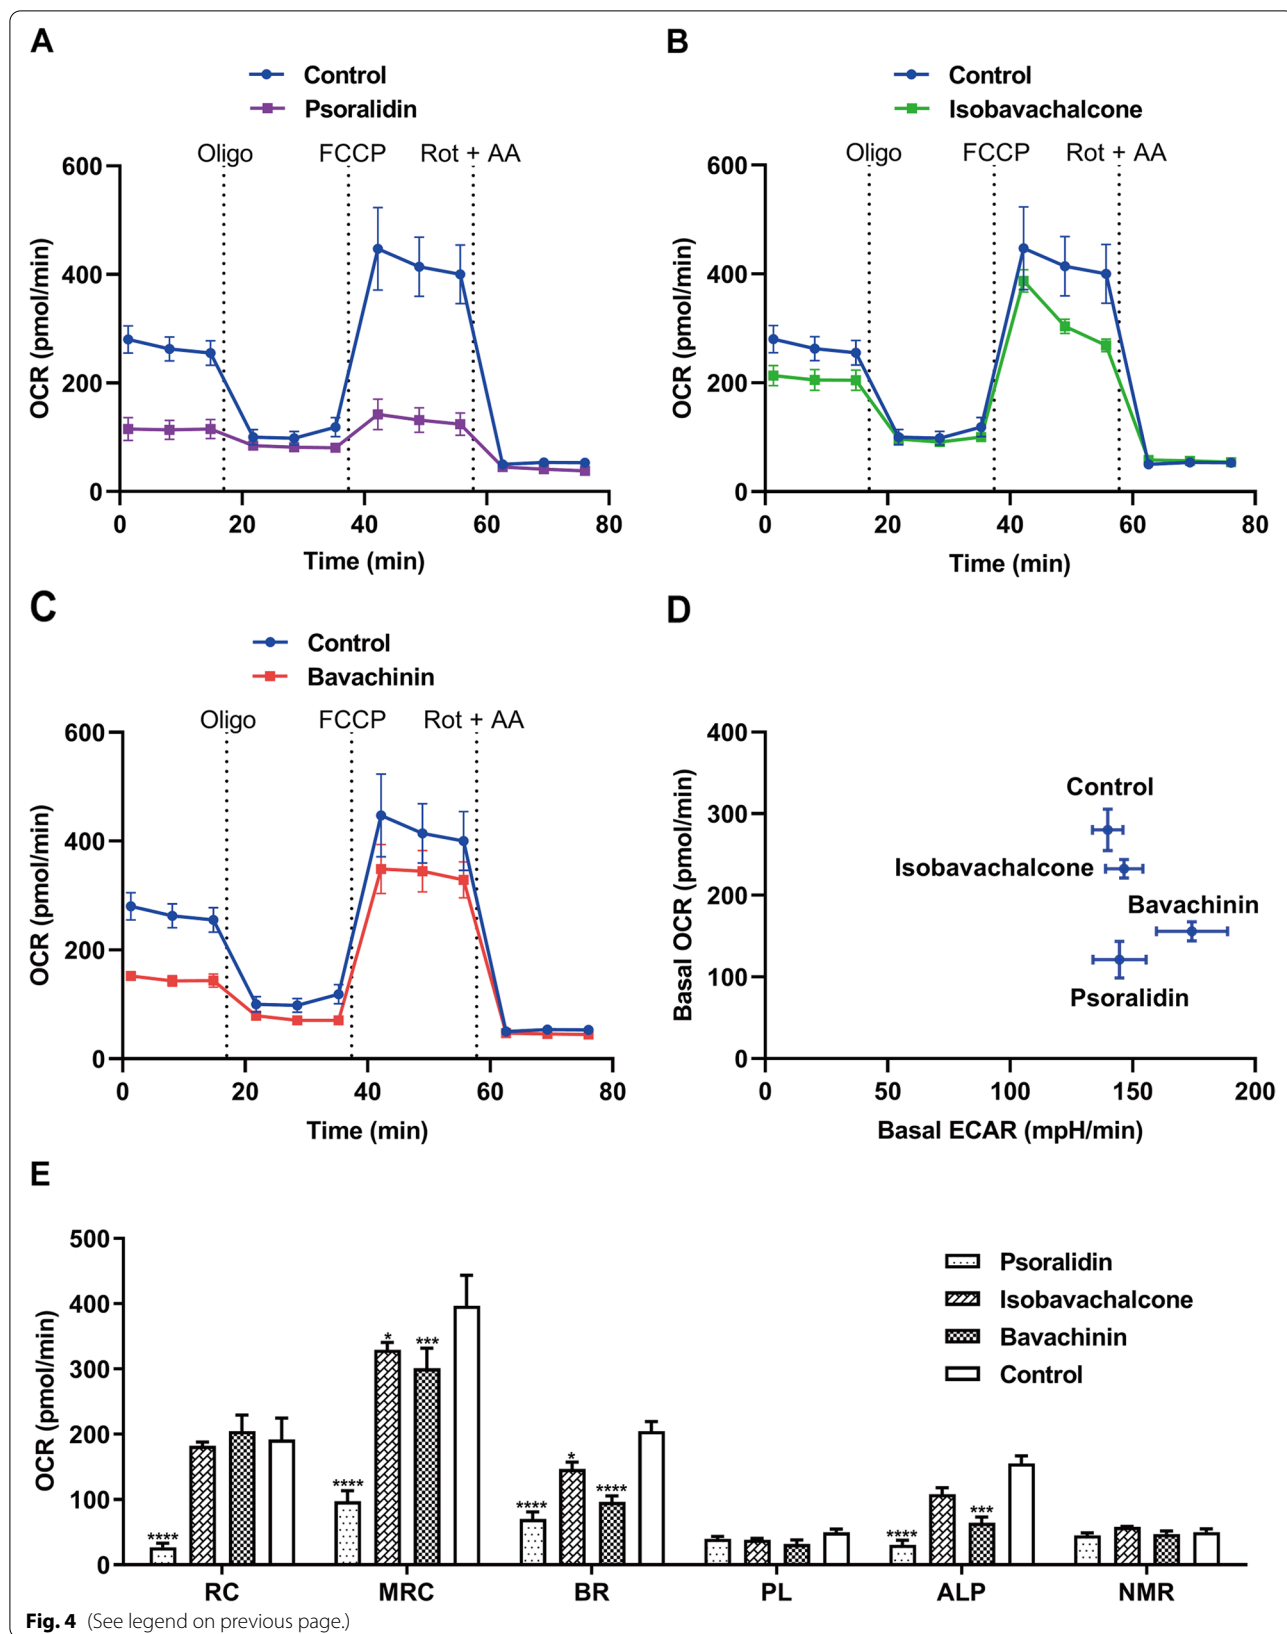 A
Control
Psoralidin
Oligo FCCP Rot + AA
600
400
200
0
OCR (pmol/min)
0 20 40 60 80
Time (min)
B
Control
Isobavachalcone
Oligo FCCP Rot + AA
600
400
200
0
OCR (pmol/min)
0 20 40 60 80
Time (min)
C
Control
Bavachinin
Oligo FCCP Rot + AA
600
400
200
0
OCR (pmol/min)
0 20 40 60 80
Time (min)
D
400
300
200
100
0
Basal OCR (pmol/min)
Control
Isobavachalcone
Bavachinin
Psoralidin
0 50 100 150 200
Basal ECAR (mpH/min)
E
500
400
300
200
100
0
OCR (pmol/min)
Psoralidin
Isobavachalcone
Bavachinin
Control
****
**** * ***
**** * ****
**** ***
RC MRC BR PL ALP NMR
Fig. 4 (See legend on previous page.)